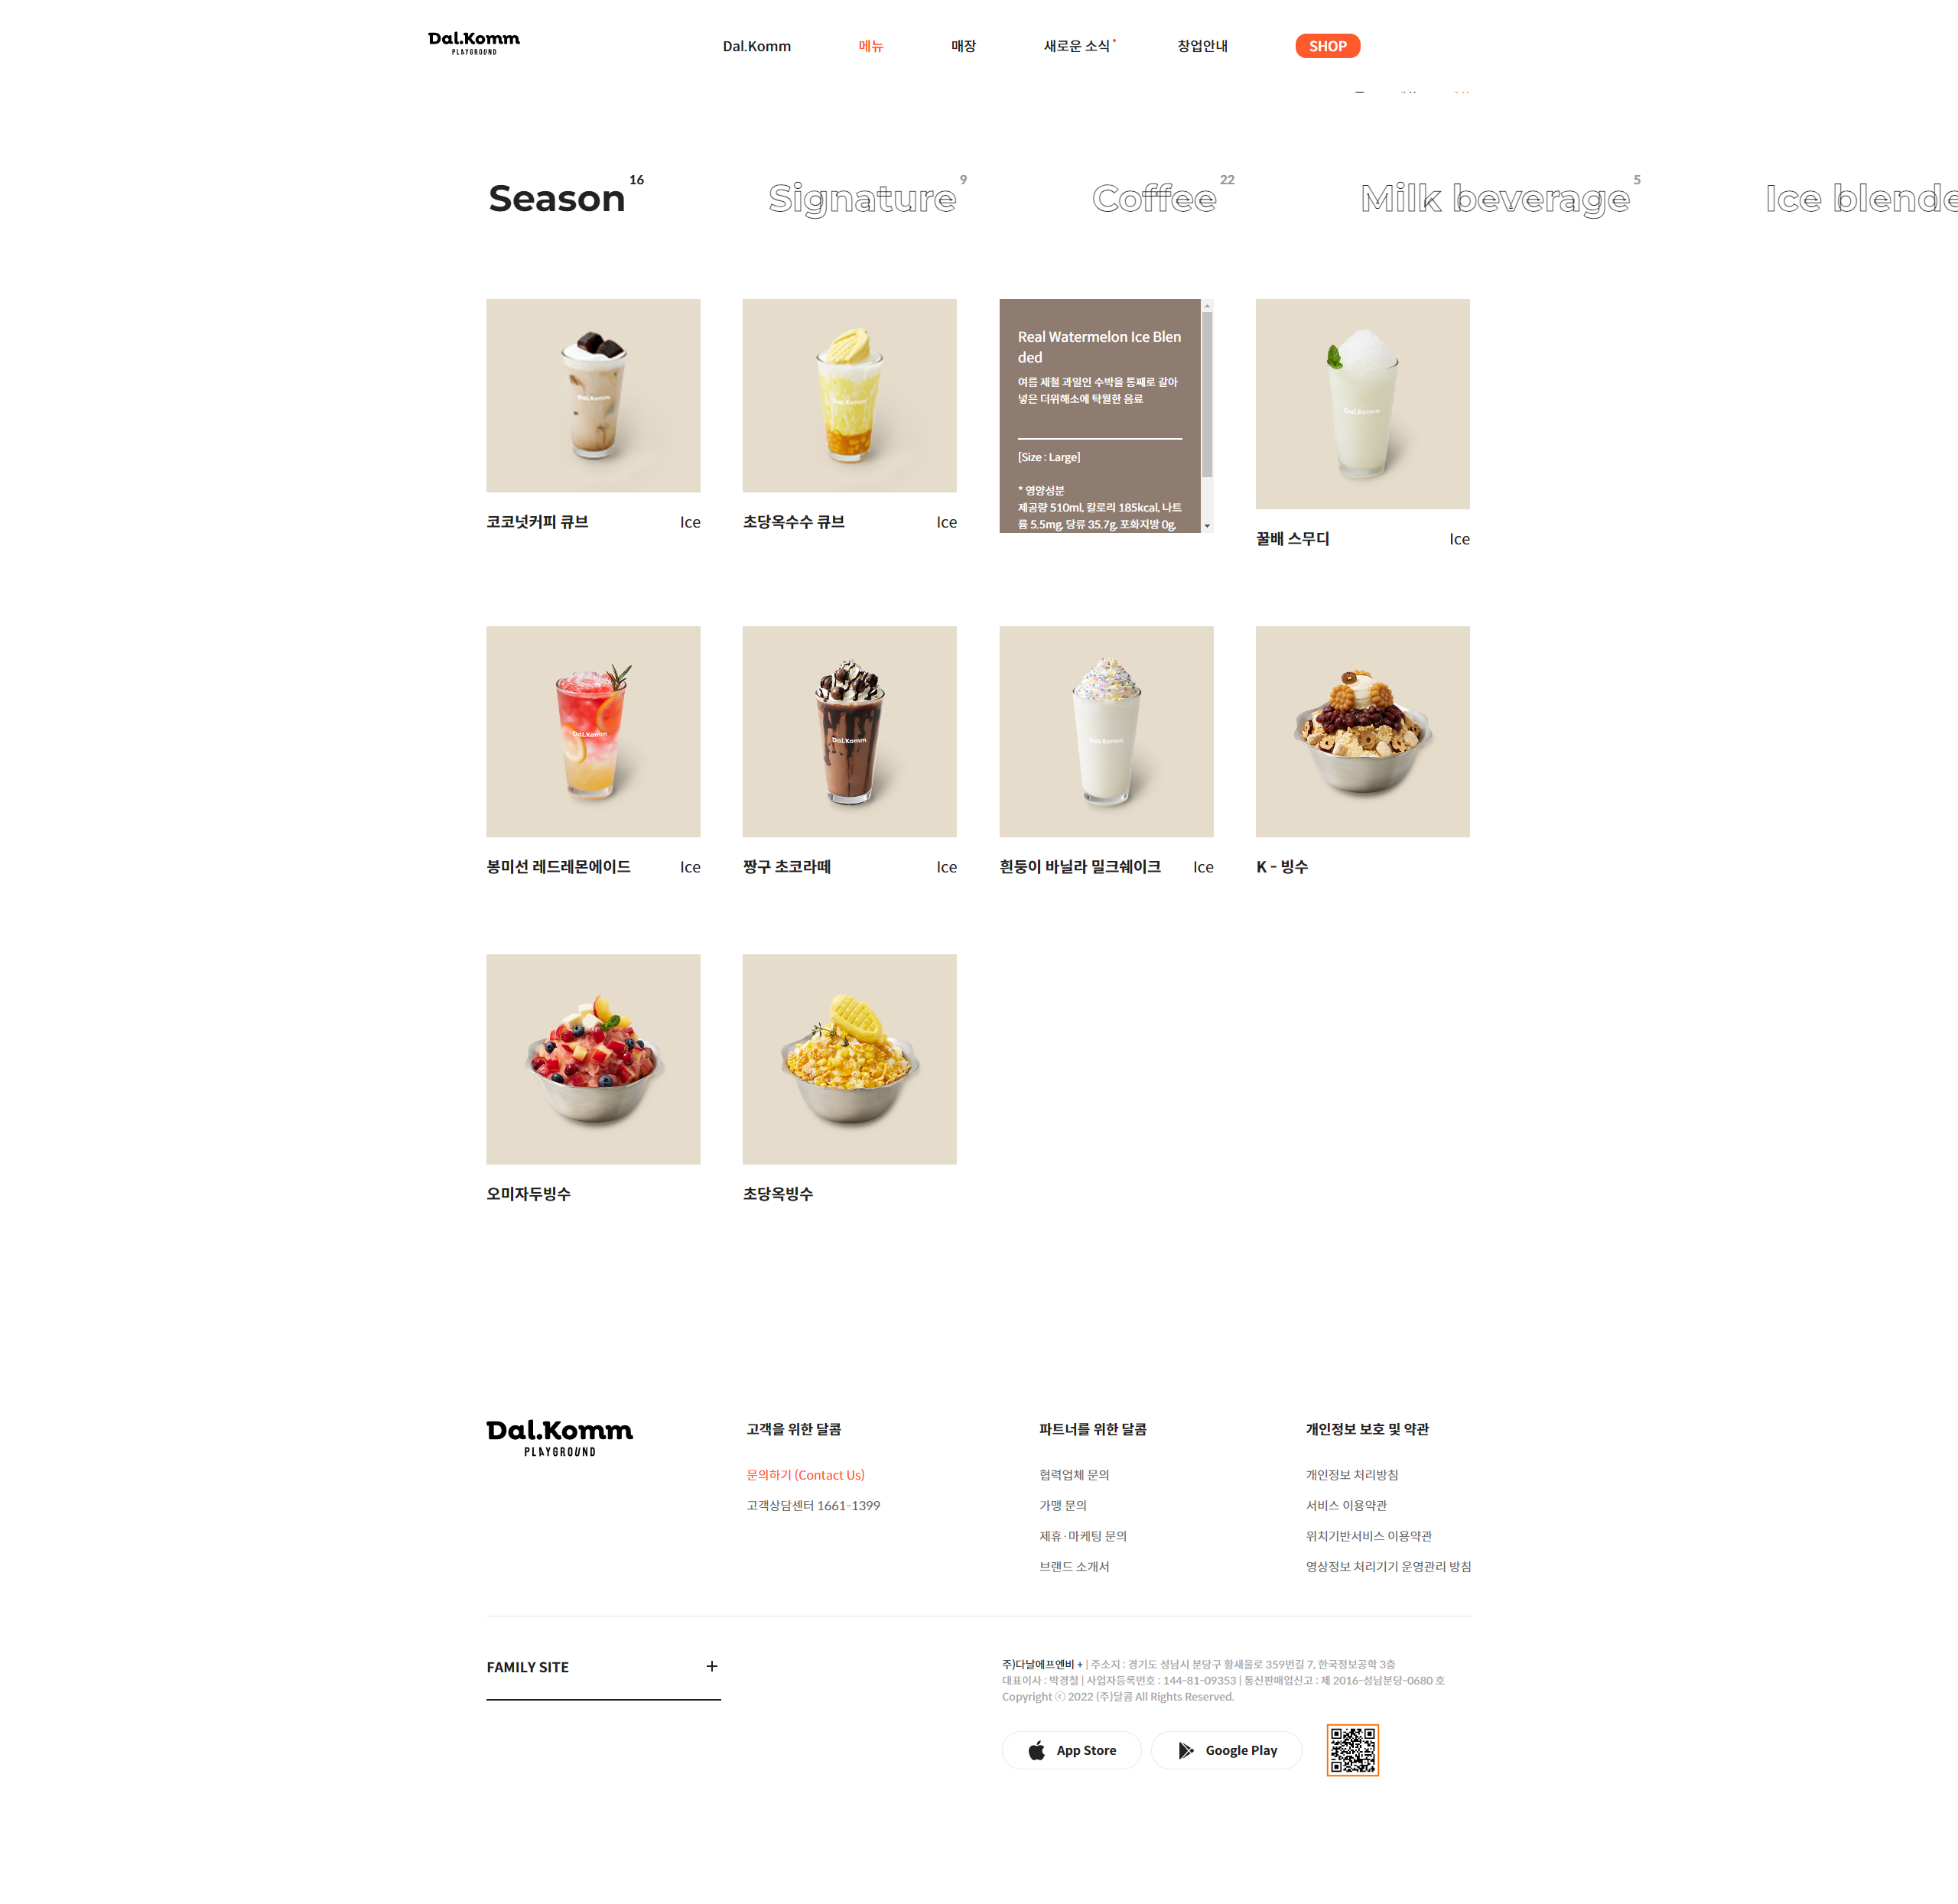 Dal.Komm
PLAYGROUND
Dal.Komm
메뉴
매장
새로운 소식
창업안내
SHOP
Season 16
Signature 9
Coffee 22
Milk beverage 5
Ice blende
Dal.Komm
Dal.Komm
Real Watermelon Ice Blen
ded
여름 제철 과일인 수박을 통째로 갈아
넣은 더위해소에 탁월한 음료
[Size : Large]
* 영양성분
제공량 510ml, 칼로리 185kcal, 나트
륨 5.5mg, 당류 35.7g, 포화지방 0g,
Dal.Komm
코코넛커피 큐브 Ice
초당옥수수 큐브 Ice
꿀배 스무디 Ice
Dal.Komm
Dal.Komm
Dal.Komm
봉미선 레드레몬에이드 Ice
짱구 초코라떼 Ice
흰둥이 바닐라 밀크쉐이크 Ice
K - 빙수
오미자두빙수
초당옥빙수
Dal.Komm
PLAYGROUND
고객을 위한 달콤
문의하기 (Contact Us)
고객상담센터 1661-1399
파트너를 위한 달콤
협력업체 문의
가맹 문의
제휴·마케팅 문의
브랜드 소개서
개인정보 보호 및 약관
개인정보 처리방침
서비스 이용약관
위치기반서비스 이용약관
영상정보 처리기기 운영관리 방침
FAMILY SITE +
주)다날에프엔비 + | 주소지 : 경기도 성남시 분당구 황새울로 359번길 7, 한국정보공학 3층
대표이사 : 박경철 | 사업자등록번호 : 144-81-09353 | 통신판매업신고 : 제 2016-성남분당-0680 호
Copyright ⓒ 2022 (주)달콤 All Rights Reserved.
App Store
Google Play